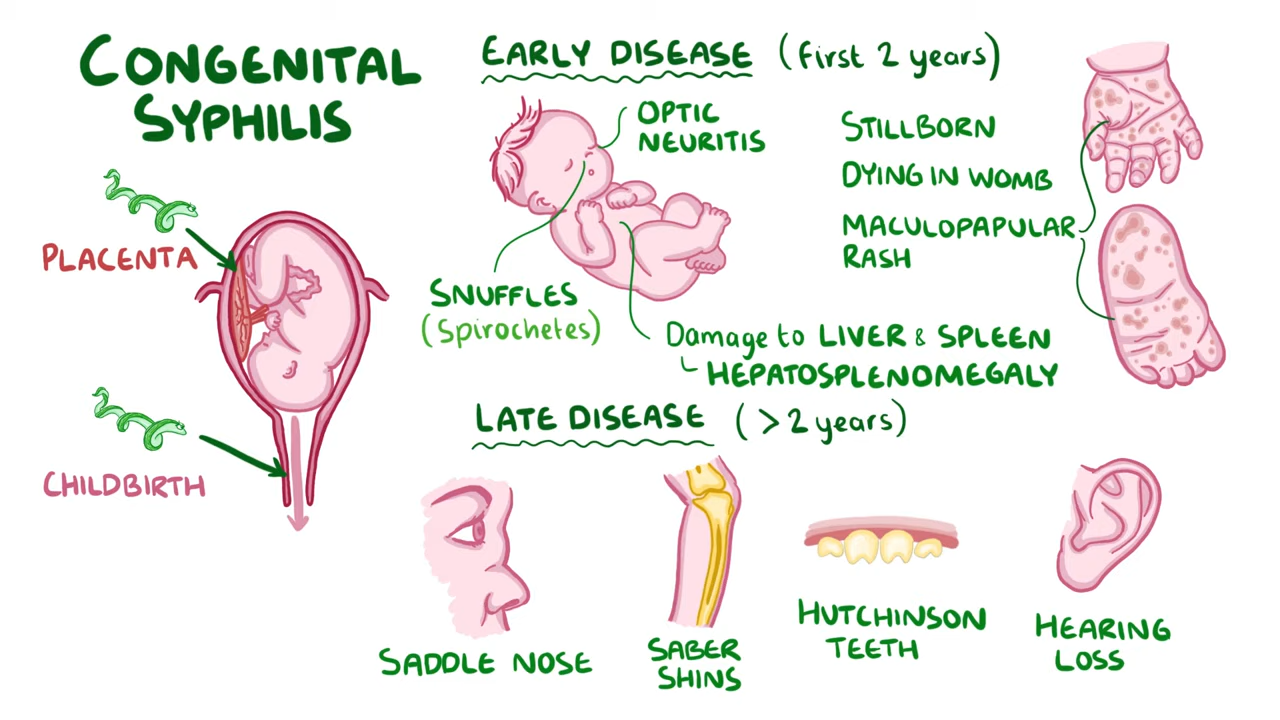 CONGENITAL
SYPHILIS
PLACENTA
CHILDBIRTH
EARLY DISEASE (first 2 years)
OPTIC
NEURITIS
SNUFFLES
(Spirochetes)
Damage to LIVER & SPLEEN
HEPATOSPLENOMEGALY
STILLBORN
DYING IN WOMB
MACULOPAPULAR
RASH
LATE DISEASE (>2 years)
SADDLE NOSE
SABER
SHINS
HUTCHINSON
TEETH
HEARING
LOSS